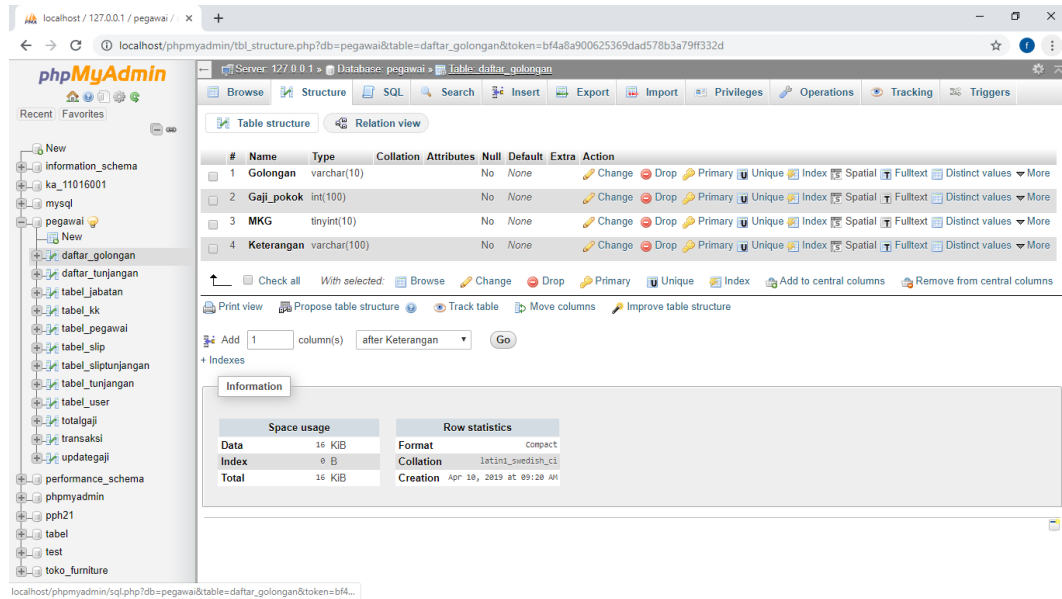 localhost / 127.0.0.1 / pegawai /
localhost/phpmyadmin/tbl_structure.php?db=pegawai&table=daftar_golongan&token=bf4a8a900625369dad578b3a79ff332d
f
phpMyAdmin
Recent Favorites
New
information_schema
ka_11016001
mysql
pegawai
New
daftar_golongan
daftar_tunjangan
tabel_jabatan
tabel_kk
tabel_pegawai
tabel_slip
tabel_sliptunjangan
tabel_tunjangan
tabel_user
totalgaji
transaksi
updategaji
performance_schema
phpmyadmin
pph21
tabel
test
toko_furniture
Server: 127.0.0.1 » Database: pegawai » Table: daftar_golongan
Browse Structure SQL Search Insert Export Import Privileges Operations Tracking Triggers
Table structure Relation view
# Name Type Collation Attributes Null Default Extra Action
1 Golongan varchar(10) No None Change Drop Primary Unique Index Spatial Fulltext Distinct values More
2 Gaji_pokok int(100) No None Change Drop Primary Unique Index Spatial Fulltext Distinct values More
3 MKG tinyint(10) No None Change Drop Primary Unique Index Spatial Fulltext Distinct values More
4 Keterangan varchar(100) No None Change Drop Primary Unique Index Spatial Fulltext Distinct values More
Check all With selected: Browse Change Drop Primary Unique Index Add to central columns Remove from central columns
Print view Propose table structure Track table Move columns Improve table structure
Add 1 column(s) after Keterangan Go
+ Indexes
Information
Space usage
Data 16 KiB
Index 0 B
Total 16 KiB
Row statistics
Format Compact
Collation latin1_swedish_ci
Creation Apr 10, 2019 at 09:20 AM
localhost/phpmyadmin/sql.php?db=pegawai&table=daftar_golongan&token=bf4...